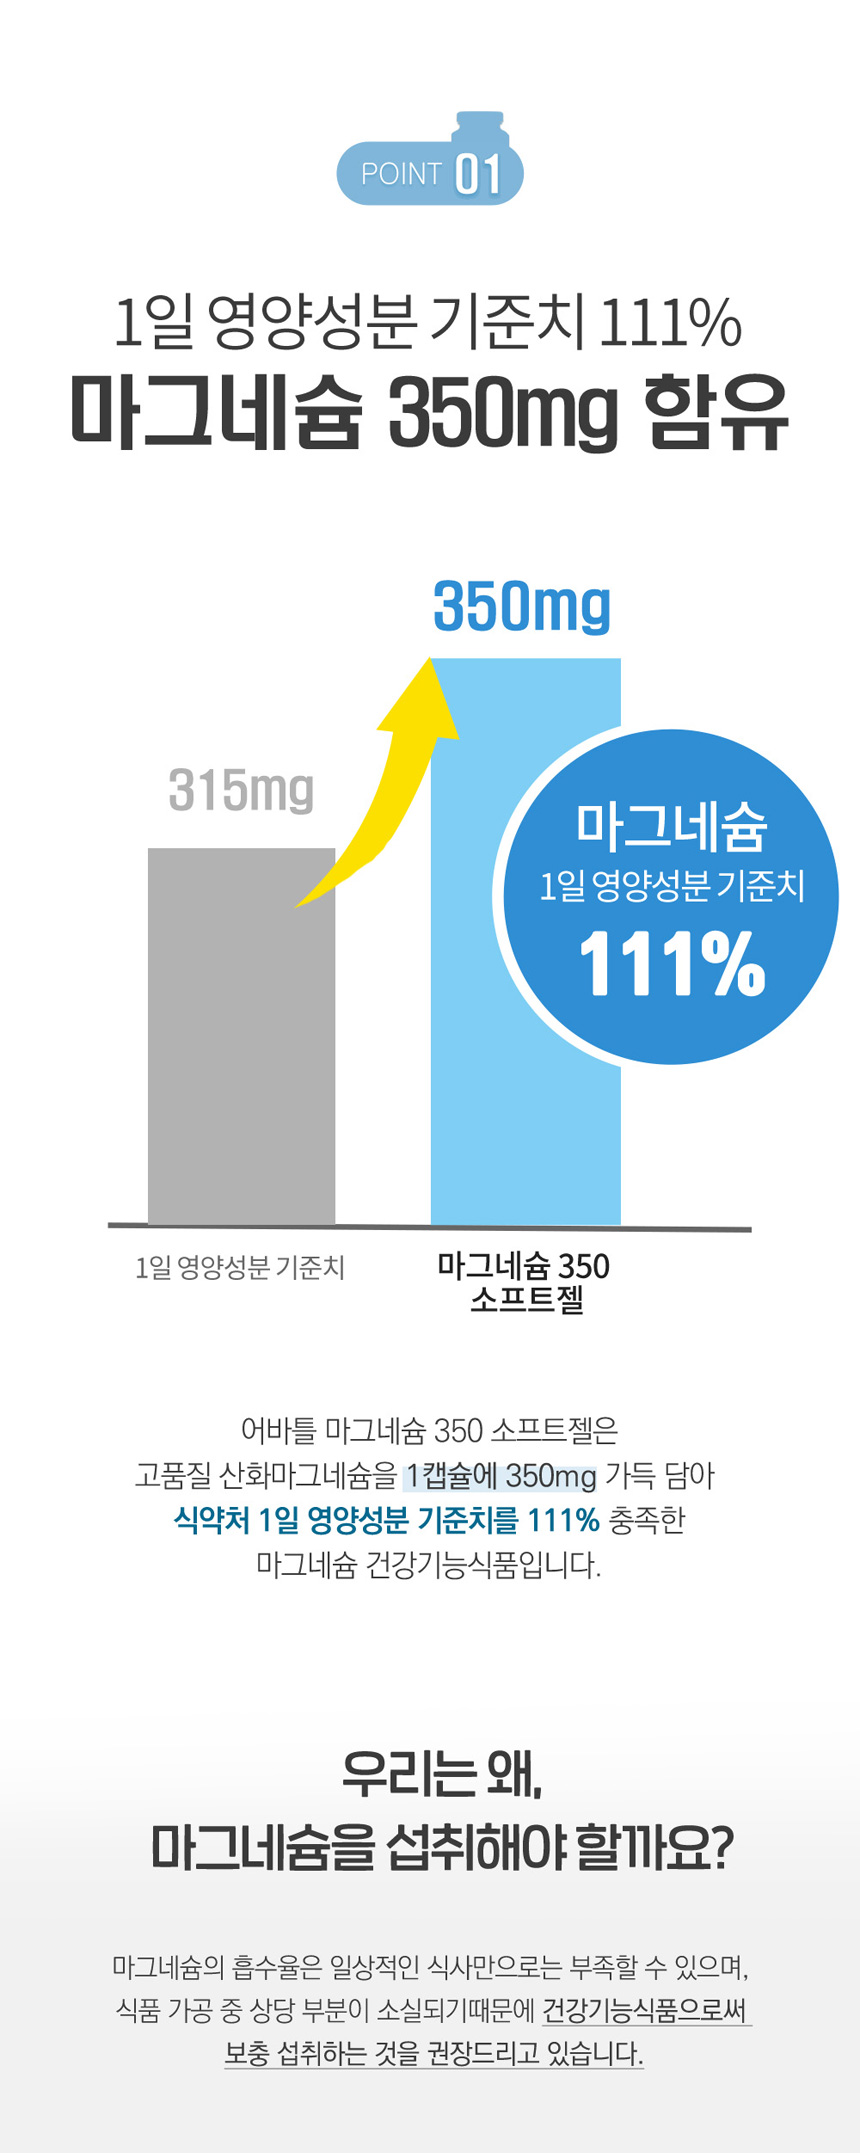 POINT 01
1일 영양성분 기준치 111%
마그네슘 350mg 함유
350mg
315mg
마그네슘
1일 영양성분 기준치
111%
1일 영양성분 기준치
마그네슘 350
소프트젤
어바틀 마그네슘 350 소프트젤은
고품질 산화마그네슘을 1캡슐에 350mg 가득 담아
식약처 1일 영양성분 기준치를 111% 충족한
마그네슘 건강기능식품입니다.
우리는 왜,
마그네슘을 섭취해야 할까요?
마그네슘의 흡수율은 일상적인 식사만으로는 부족할 수 있으며,
식품 가공 중 상당 부분이 소실되기때문에 건강기능식품으로써
보충 섭취하는 것을 권장드리고 있습니다.